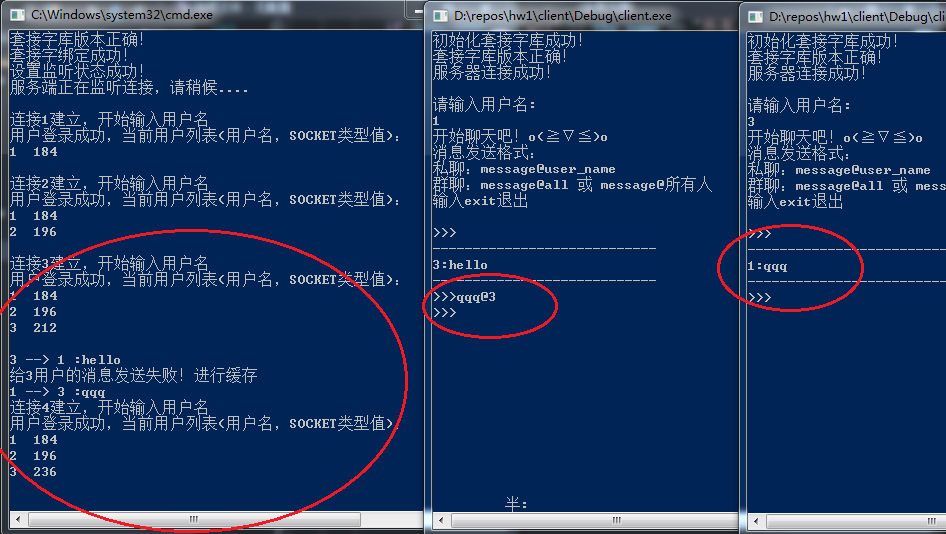 C:\Windows\system32\cmd.exe
套接字库版本正确!
套接字绑定成功!
设置监听状态成功!
服务端正在监听连接，请稍候....
连接1建立，开始输入用户名
用户登录成功，当前用户列表(用户名，SOCKET类型值):
1 184
连接2建立，开始输入用户名
用户登录成功，当前用户列表(用户名，SOCKET类型值):
1 184
2 196
连接3建立，开始输入用户名
用户登录成功，当前用户列表(用户名，SOCKET类型值):
1 184
2 196
3 212
3 --> 1 :hello
给3用户的消息发送失败! 进行缓存
1 --> 3 :qqq
连接4建立，开始输入用户名
用户登录成功，当前用户列表(用户名，SOCKET类型值)
1 184
2 196
3 236
D:\repos\hw1\client\Debug\client.exe
初始化套接字库成功!
套接字库版本正确!
服务器连接成功!
请输入用户名:
1
开始聊天吧! o(≧▽≦)o
消息发送格式:
私聊: message@user_name
群聊: message@all 或 message@所有人
输入exit退出
>>>
----------------------------
3:hello
----------------------------
>>>qqq@3
>>>
半:
D:\repos\hw1\client\Debug\cli
初始化套接字库成功!
套接字库版本正确!
服务器连接成功!
请输入用户名:
3
开始聊天吧! o(≧▽≦)o
消息发送格式:
私聊: message@user_name
群聊: message@all 或 mess
输入exit退出
>>>
----------------------------
1:qqq
----------------------------
>>>